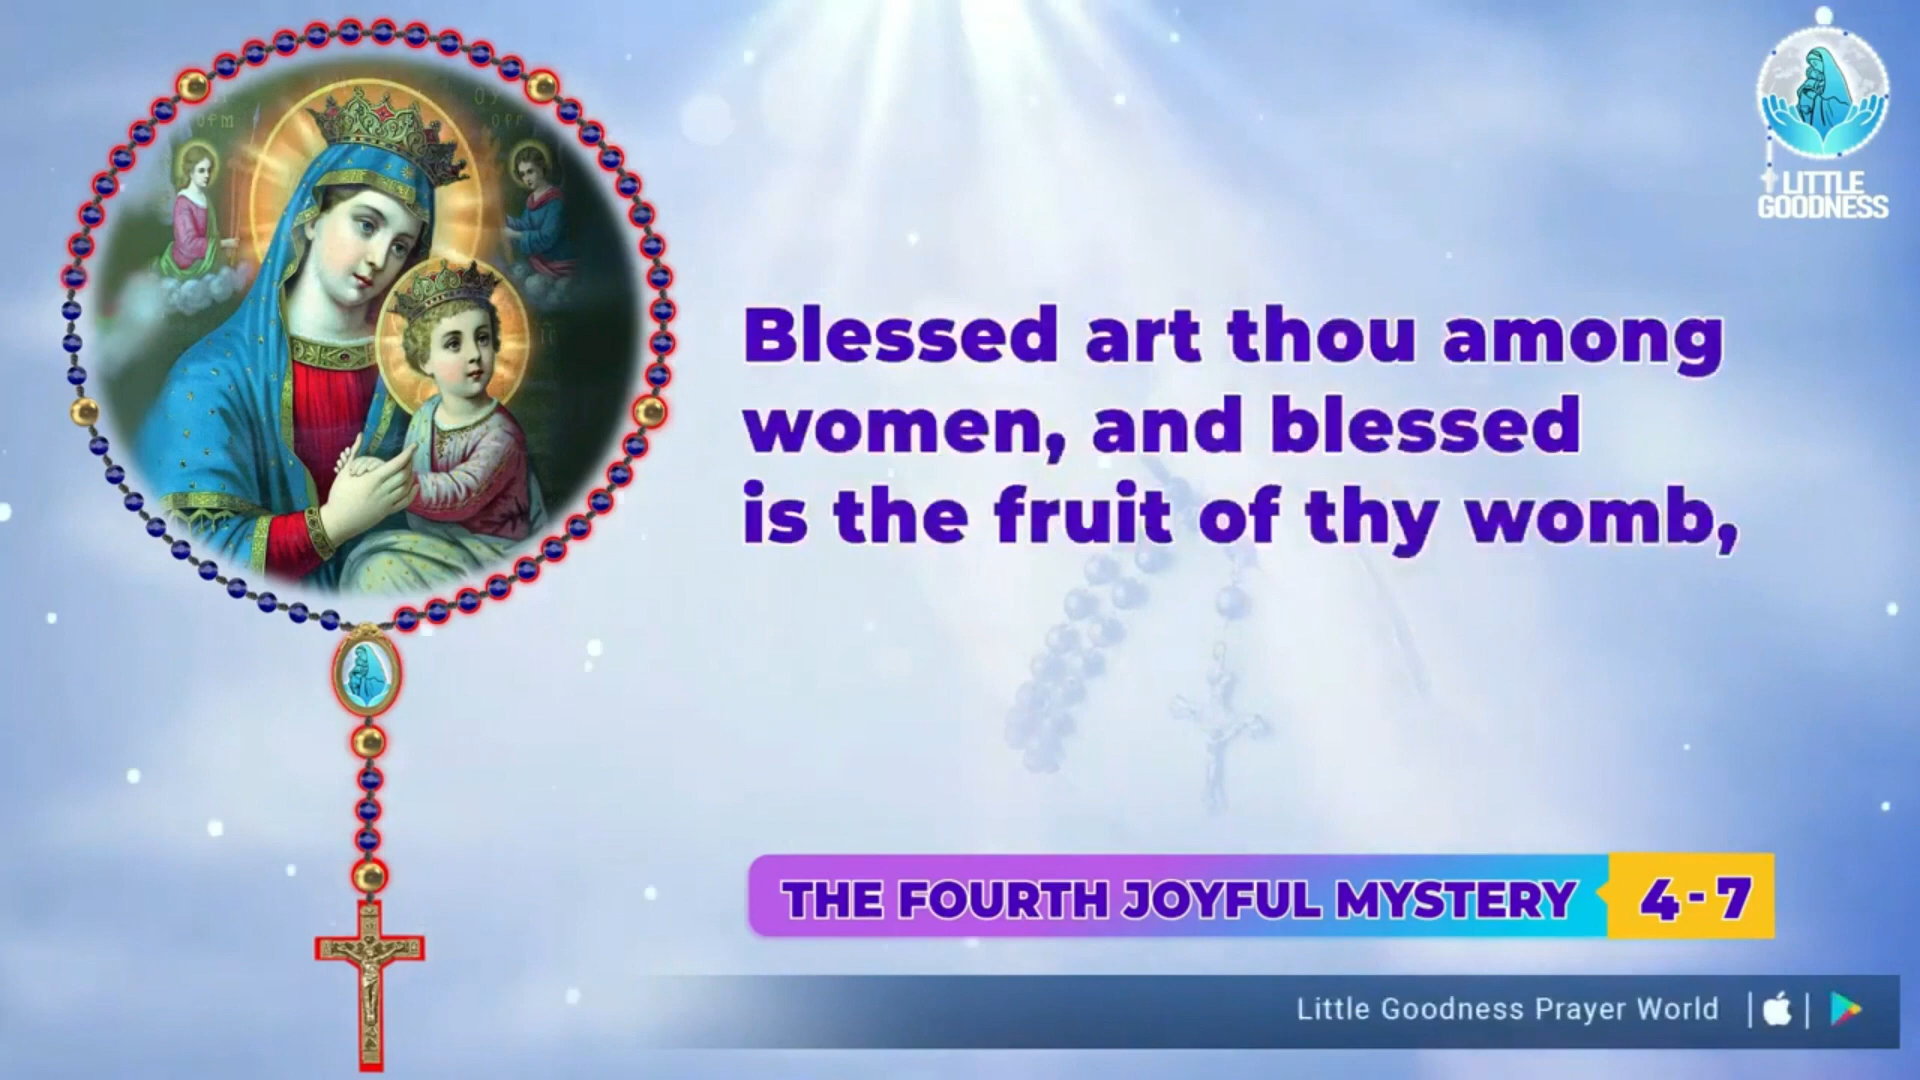 LITTLE
GOODNESS
Blessed art thou among
women, and blessed
is the fruit of thy womb,
THE FOURTH JOYFUL MYSTERY 4-7
Little Goodness Prayer World